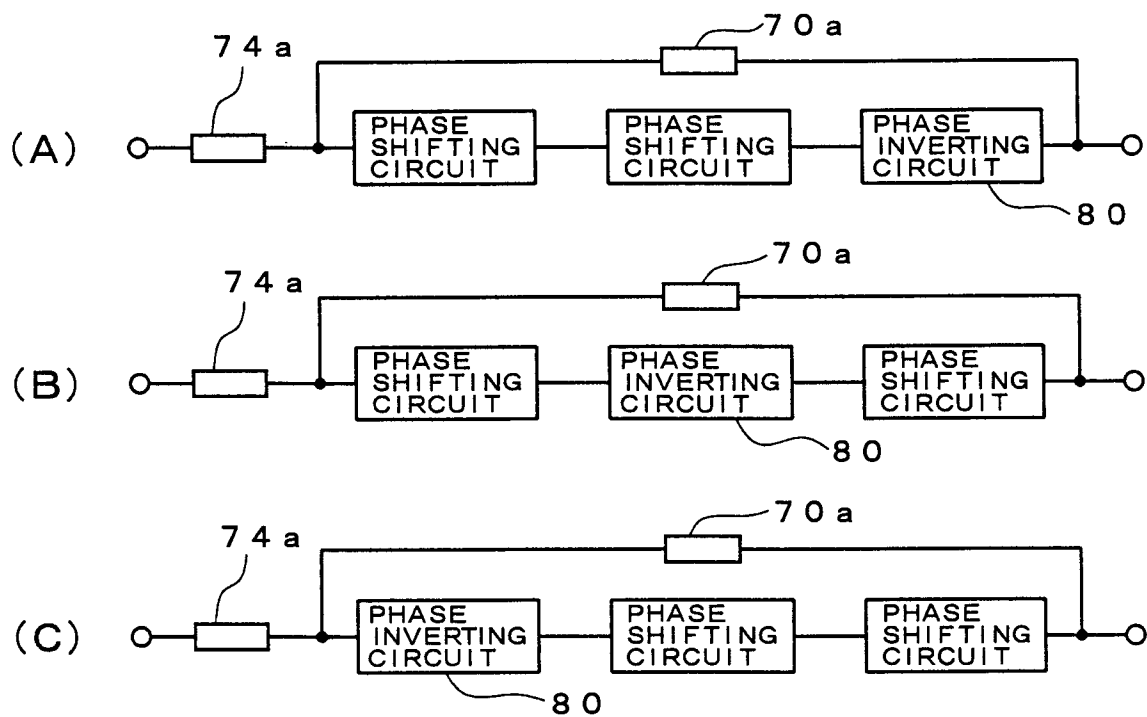 74a
70a
(A)
PHASE
SHIFTING
CIRCUIT
PHASE
SHIFTING
CIRCUIT
PHASE
INVERTING
CIRCUIT
80
74a
70a
(B)
PHASE
SHIFTING
CIRCUIT
PHASE
INVERTING
CIRCUIT
PHASE
SHIFTING
CIRCUIT
80
74a
70a
(C)
PHASE
INVERTING
CIRCUIT
PHASE
SHIFTING
CIRCUIT
PHASE
SHIFTING
CIRCUIT
80